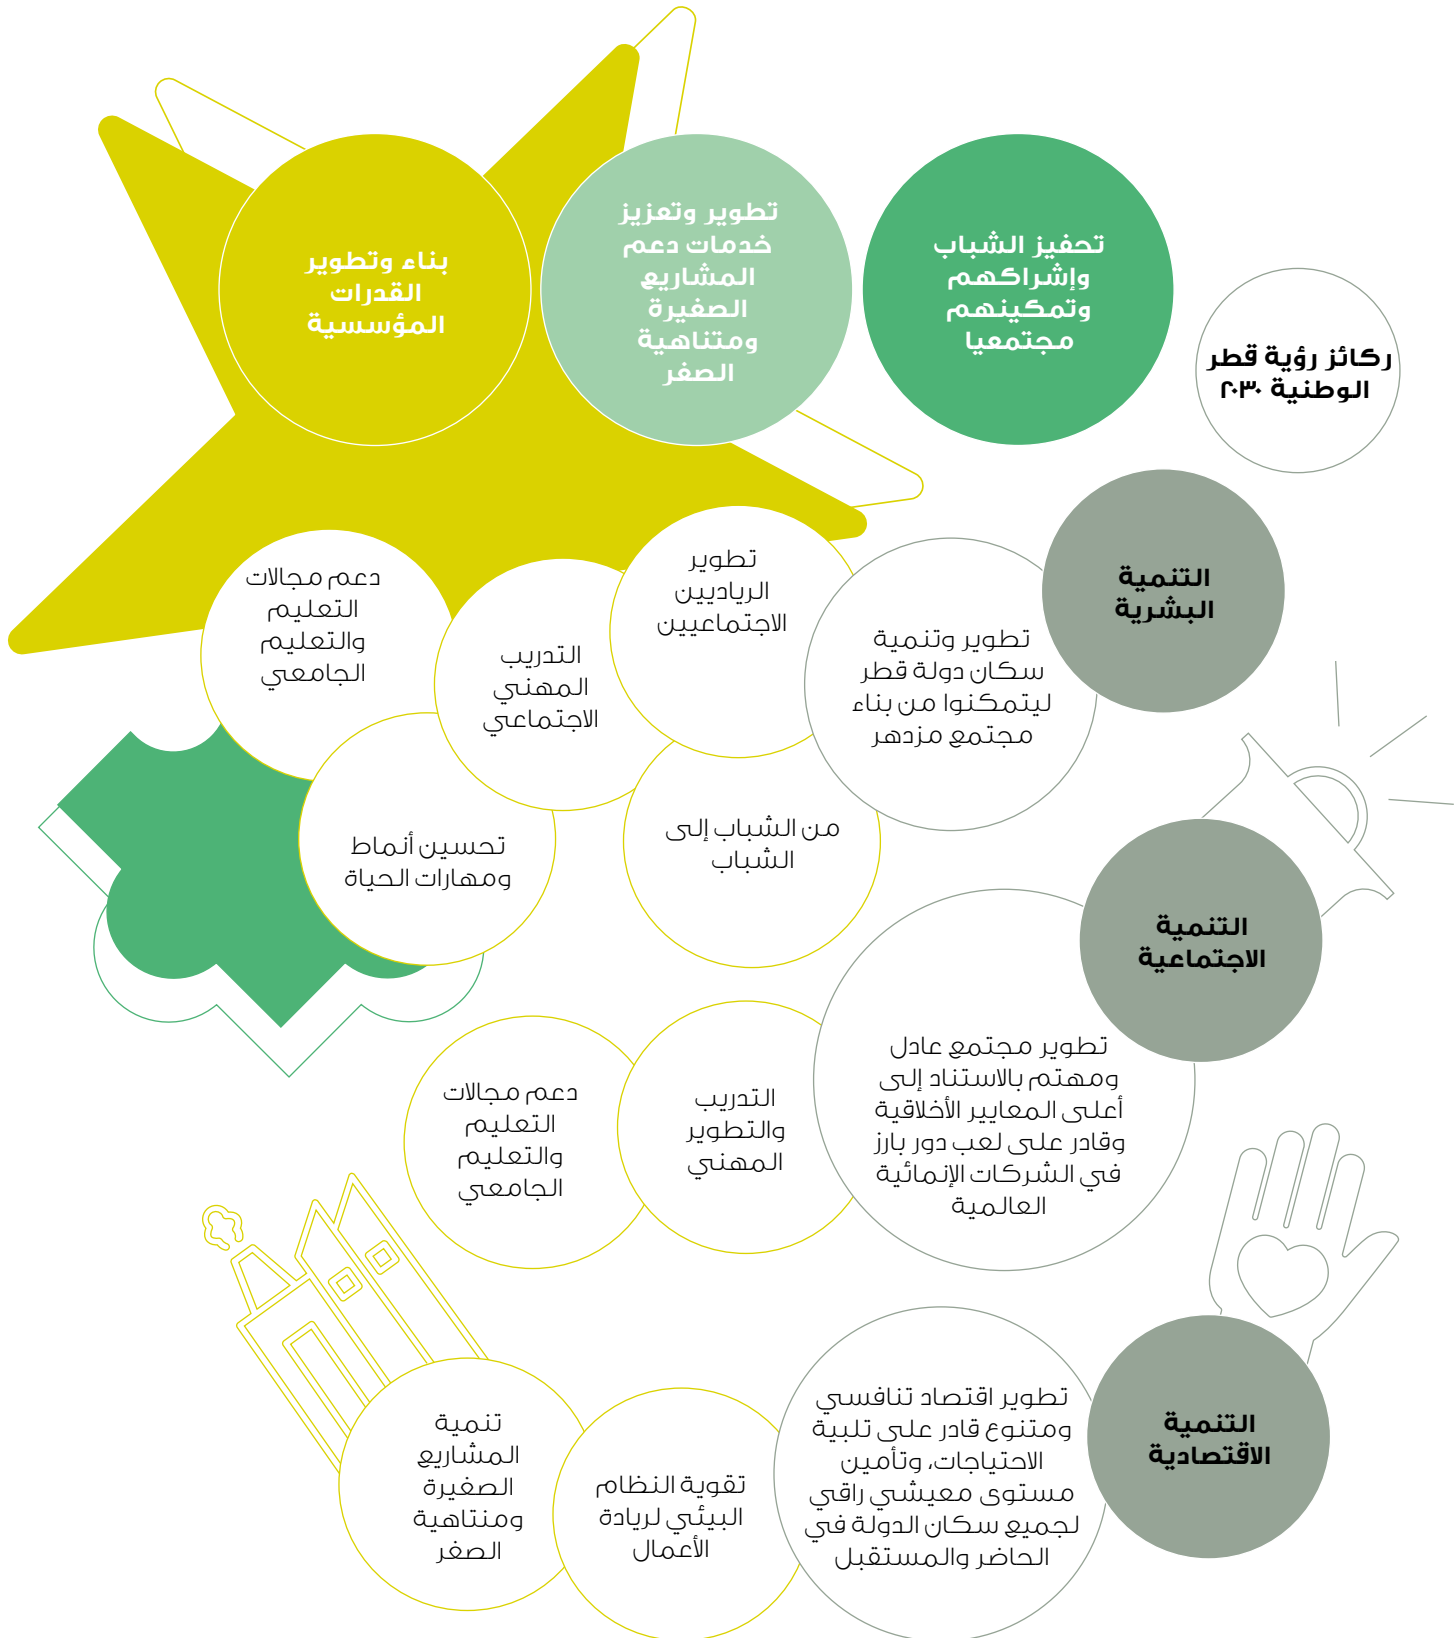 ركائز رؤية قطر
الوطنية ٢٠٣٠
تحفيز الشباب
وإشراكهم
وتمكينهم
مجتمعيا
تطوير وتعزيز
خدمات دعم
المشاريع
الصغيرة
ومتناهية
الصغر
بناء وتطوير
القدرات
المؤسسية
التنمية
البشرية
تطوير وتنمية
سكان دولة قطر
ليتمكنوا من بناء
مجتمع مزدهر
تطوير
الرياديين
الاجتماعيين
التدريب
المهني
الاجتماعي
دعم مجالات
التعليم
والتعليم
الجامعي
من الشباب إلى
الشباب
تحسين أنماط
ومهارات الحياة
التنمية
الاجتماعية
تطوير مجتمع عادل
ومهتم بالاستناد إلى
أعلى المعايير الأخلاقية
وقادر على لعب دور بارز
في الشركات الإنمائية
العالمية
التدريب
والتطوير
المهني
دعم مجالات
التعليم
والتعليم
الجامعي
التنمية
الاقتصادية
تطوير اقتصاد تنافسي
ومتنوع قادر على تلبية
الاحتياجات، وتأمين
مستوى معيشي راقي
لجميع سكان الدولة في
الحاضر والمستقبل
تقوية النظام
البيئي لريادة
الأعمال
تنمية
المشاريع
الصغيرة
ومنتاهية
الصغر